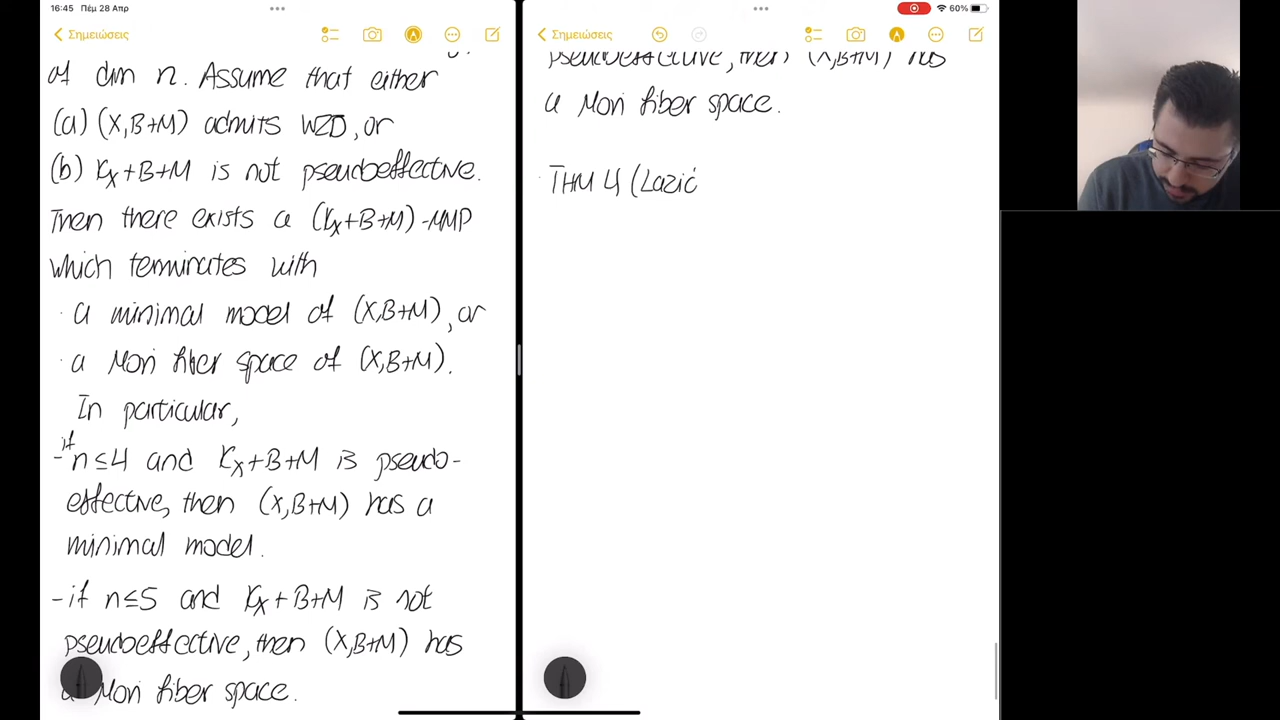 16:45 Πέμ 28 Απρ
Σημειώσεις
of dim n. Assume that either
(a) (X,B+M) admits WZD, or
(b) K_X+B+M is not pseudoeffective.
Then there exists a (K_X+B+M)-MMP
which terminates with
· a minimal model of (X,B+M), or
· a Mori fiber space of (X,B+M).
In particular,
- if n≤4 and K_X+B+M is pseudo-
effective, then (X,B+M) has a
minimal model.
- if n≤5 and K_X+B+M is not
pseudoeffective, then (X,B+M) has
a Mori fiber space.
60%
Σημειώσεις
pseudoeffective, then (X,B+M) has
a Mori fiber space.
THM 4 (Lazić